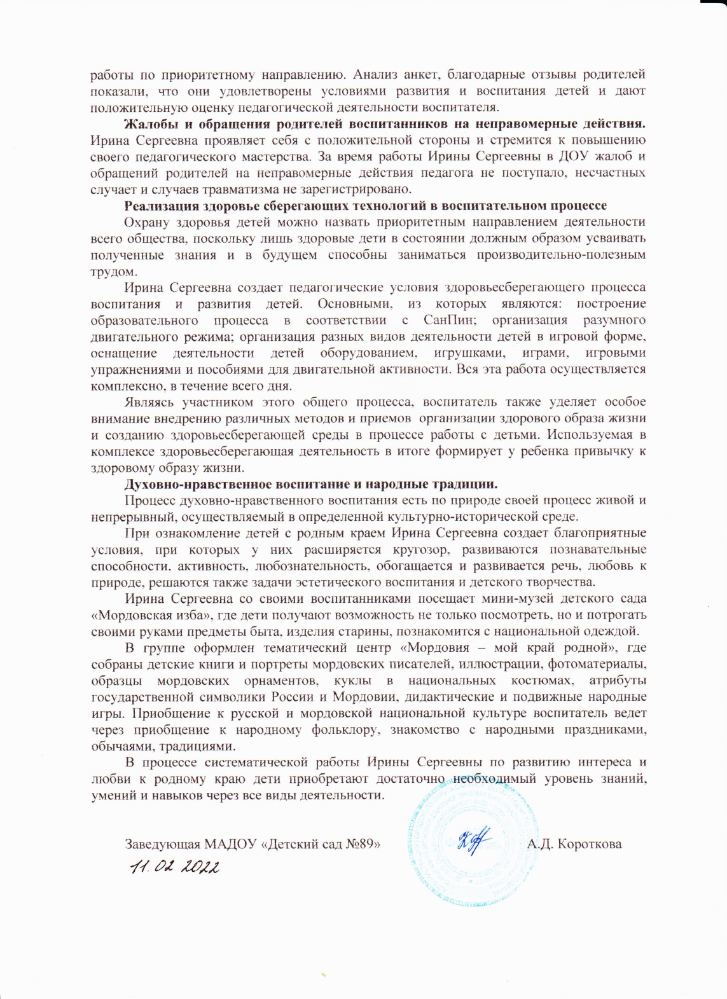 работы по приоритетному направлению. Анализ анкет, благодарные отзывы родителей
показали, что они удовлетворены условиями развития и воспитания детей и дают
положительную оценку педагогической деятельности воспитателя.
Жалобы и обращения родителей воспитанников на неправомерные действия.
Ирина Сергеевна проявляет себя с положительной стороны и стремится к повышению
своего педагогического мастерства. За время работы Ирины Сергеевны в ДОУ жалоб и
обращений родителей на неправомерные действия педагога не поступало, несчастных
случает и случаев травматизма не зарегистрировано.
Реализация здоровье сберегающих технологий в воспитательном процессе
Охрану здоровья детей можно назвать приоритетным направлением деятельности
всего общества, поскольку лишь здоровые дети в состоянии должным образом усваивать
полученные знания и в будущем способны заниматься производительно-полезным
трудом.
Ирина Сергеевна создает педагогические условия здоровьесберегающего процесса
воспитания и развития детей. Основными, из которых являются: построение
образовательного процесса в соответствии с СанПин; организация разумного
двигательного режима; организация разных видов деятельности детей в игровой форме,
оснащение деятельности детей оборудованием, игрушками, играми, игровыми
упражнениями и пособиями для двигательной активности. Вся эта работа осуществляется
комплексно, в течение всего дня.
Являясь участником этого общего процесса, воспитатель также уделяет особое
внимание внедрению различных методов и приемов организации здорового образа жизни
и созданию здоровьесберегающей среды в процессе работы с детьми. Используемая в
комплексе здоровьесберегающая деятельность в итоге формирует у ребенка привычку к
здоровому образу жизни.
Духовно-нравственное воспитание и народные традиции.
Процесс духовно-нравственного воспитания есть по природе своей процесс живой и
непрерывный, осуществляемый в определенной культурно-исторической среде.
При ознакомление детей с родным краем Ирина Сергеевна создает благоприятные
условия, при которых у них расширяется кругозор, развиваются познавательные
способности, активность, любознательность, обогащается и развивается речь, любовь к
природе, решаются также задачи эстетического воспитания и детского творчества.
Ирина Сергеевна со своими воспитанниками посещает мини-музей детского сада
«Мордовская изба», где дети получают возможность не только посмотреть, но и потрогать
своими руками предметы быта, изделия старины, познакомится с национальной одеждой.
В группе оформлен тематический центр «Мордовия – мой край родной», где
собраны детские книги и портреты мордовских писателей, иллюстрации, фотоматериалы,
образцы мордовских орнаментов, куклы в национальных костюмах, атрибуты
государственной символики России и Мордовии, дидактические и подвижные народные
игры. Приобщение к русской и мордовской национальной культуре воспитатель ведет
через приобщение к народному фольклору, знакомство с народными праздниками,
обычаями, традициями.
В процессе систематической работы Ирины Сергеевны по развитию интереса и
любви к родному краю дети приобретают достаточно необходимый уровень знаний,
умений и навыков через все виды деятельности.
Заведующая МАДОУ «Детский сад №89» А.Д. Короткова
11. 02. 2022